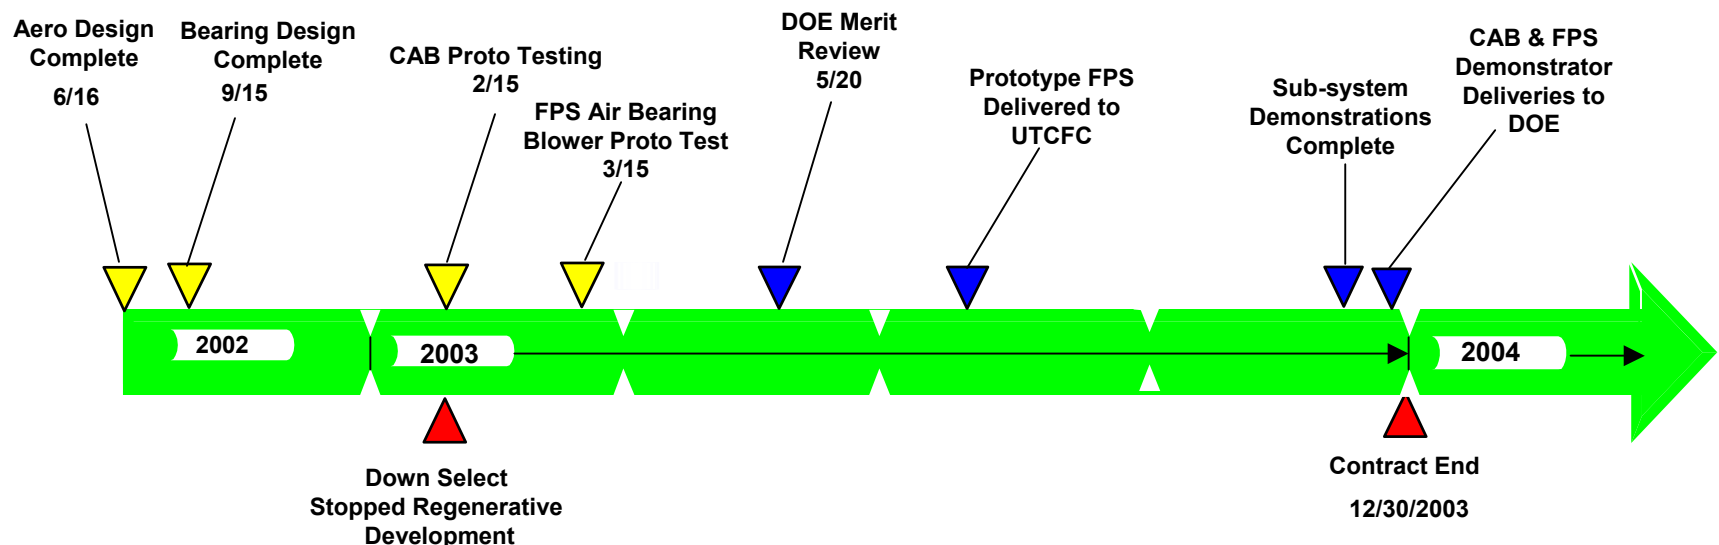 Aero Design
Complete
6/16
Bearing Design
Complete
9/15
CAB Proto Testing
2/15
FPS Air Bearing
Blower Proto Test
3/15
DOE Merit
Review
5/20
Prototype FPS
Delivered to
UTCFC
Sub-system
Demonstrations
Complete
CAB & FPS
Demonstrator
Deliveries to
DOE
2002
2003
2004
Down Select
Stopped Regenerative
Development
Contract End
12/30/2003